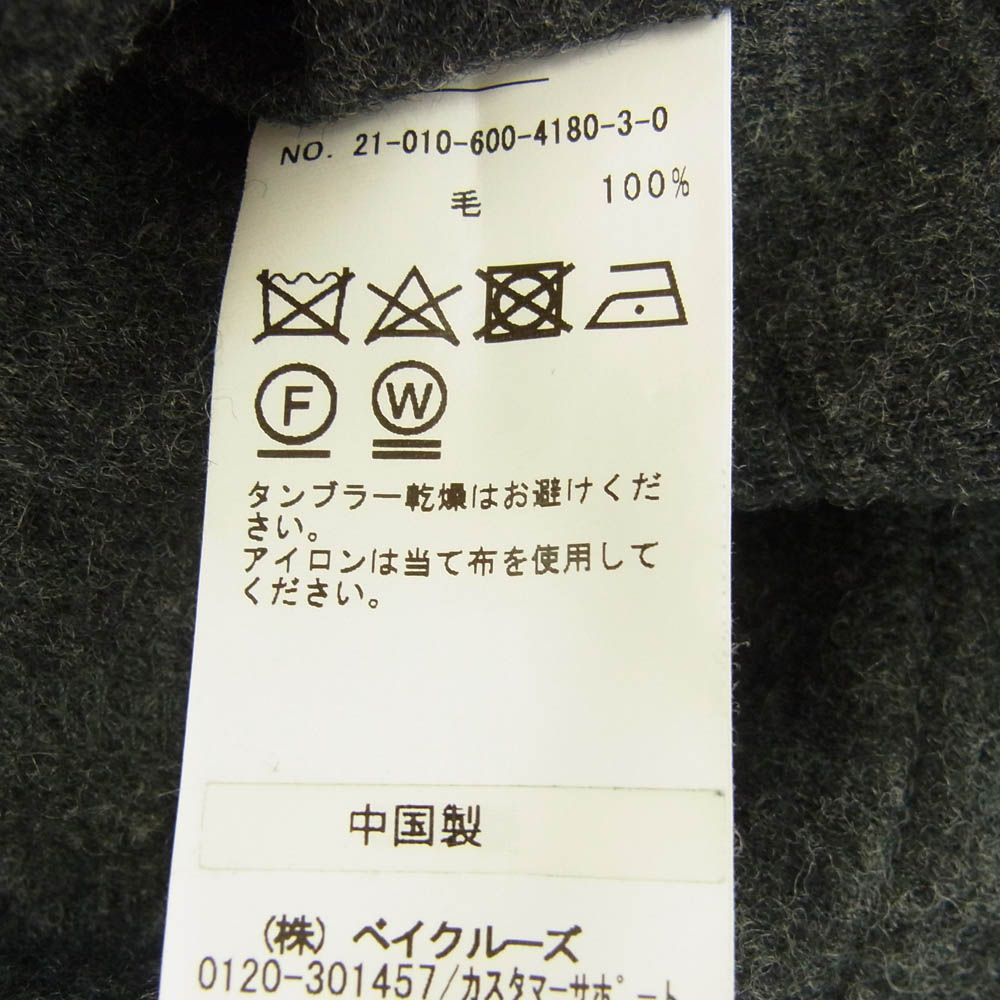 NO. 21-010-600-4180-3-0
毛 100%
F W
タンブラー乾燥はお避けくだ
さい。
アイロンは当て布を使用して
ください。
中国製
(株) ベイクルーズ
0120-301457/カスタマーサポート